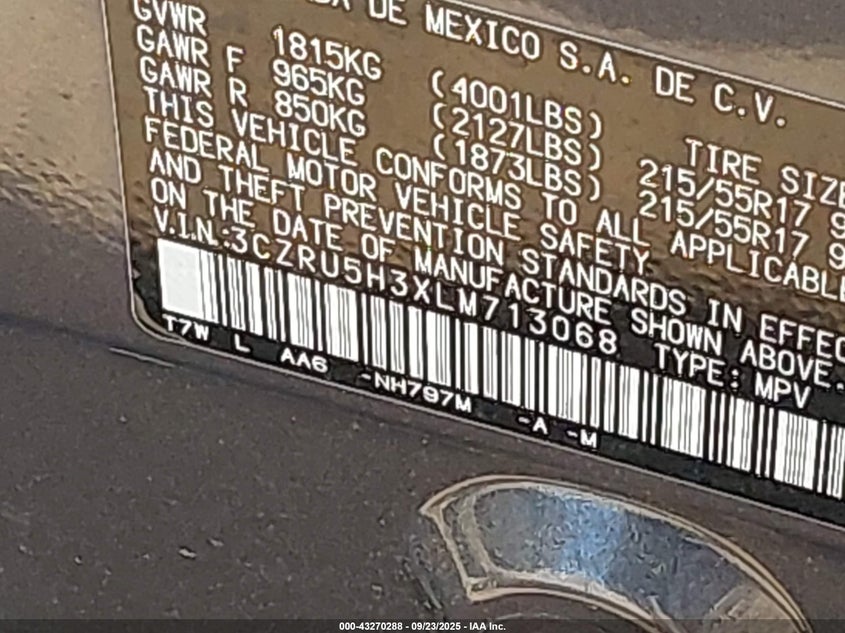 DE MEXICO S.A. DE C.V.
GVWR 1815KG (4001LBS) TIRE SIZE
GAWR F 965KG (2127LBS) 215/55R17 9
GAWR R 850KG (1873LBS) 215/55R17 9
THIS VEHICLE CONFORMS TO ALL APPLICABLE
FEDERAL MOTOR VEHICLE SAFETY
AND THEFT PREVENTION STANDARDS IN EFFEC
ON THE DATE OF MANUFACTURE SHOWN ABOVE.
V.I.N.:3CZRU5H3XLM713068 TYPE: MPV
T7W L AA6 -NH797M -A -M
000-43270288 - 09/23/2025 - IAA Inc.